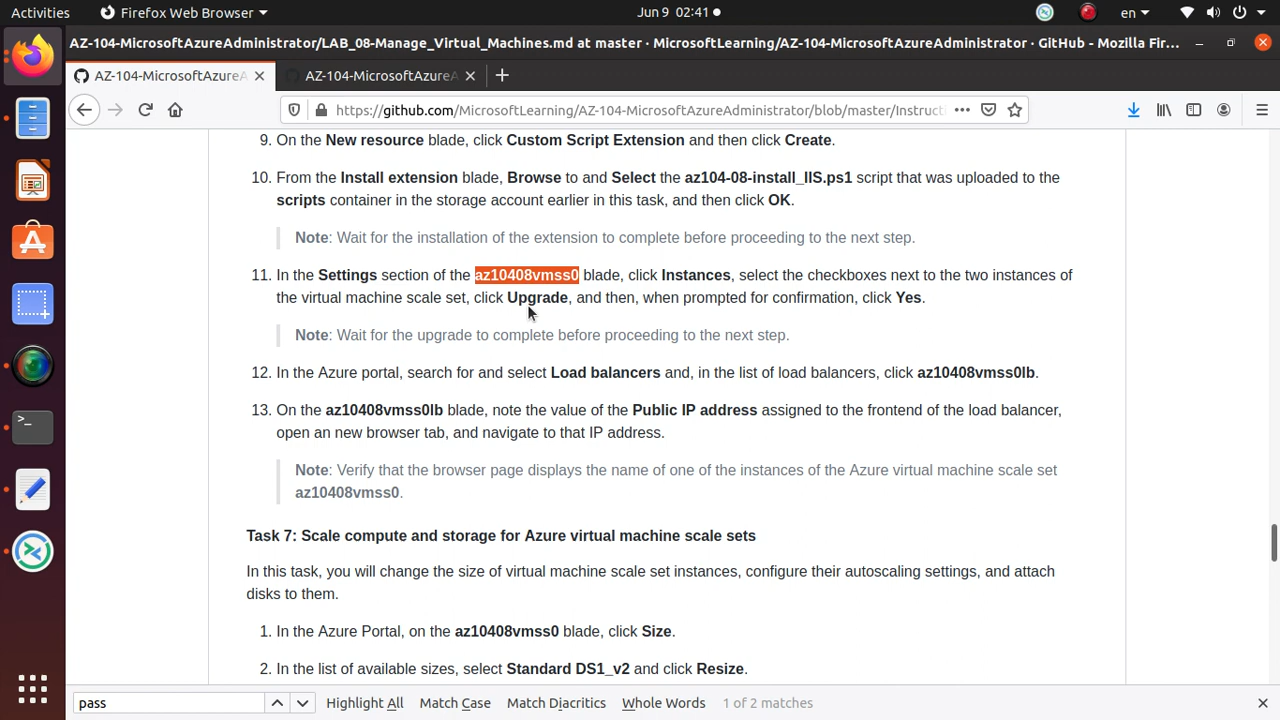 Activities
Firefox Web Browser
Jun 9 02:41
en
AZ-104-MicrosoftAzureAdministrator/LAB_08-Manage_Virtual_Machines.md at master · MicrosoftLearning/AZ-104-MicrosoftAzureAdministrator · GitHub - Mozilla Fir...
AZ-104-MicrosoftAzureA
AZ-104-MicrosoftAzureA
https://github.com/MicrosoftLearning/AZ-104-MicrosoftAzureAdministrator/blob/master/Instructi
9. On the New resource blade, click Custom Script Extension and then click Create.
10. From the Install extension blade, Browse to and Select the az104-08-install_IIS.ps1 script that was uploaded to the
scripts container in the storage account earlier in this task, and then click OK.
Note: Wait for the installation of the extension to complete before proceeding to the next step.
11. In the Settings section of the az10408vmss0 blade, click Instances, select the checkboxes next to the two instances of
the virtual machine scale set, click Upgrade, and then, when prompted for confirmation, click Yes.
Note: Wait for the upgrade to complete before proceeding to the next step.
12. In the Azure portal, search for and select Load balancers and, in the list of load balancers, click az10408vmss0lb.
13. On the az10408vmss0lb blade, note the value of the Public IP address assigned to the frontend of the load balancer,
open an new browser tab, and navigate to that IP address.
Note: Verify that the browser page displays the name of one of the instances of the Azure virtual machine scale set
az10408vmss0.
Task 7: Scale compute and storage for Azure virtual machine scale sets
In this task, you will change the size of virtual machine scale set instances, configure their autoscaling settings, and attach
disks to them.
1. In the Azure Portal, on the az10408vmss0 blade, click Size.
2. In the list of available sizes, select Standard DS1_v2 and click Resize.
pass
Highlight All
Match Case
Match Diacritics
Whole Words
1 of 2 matches